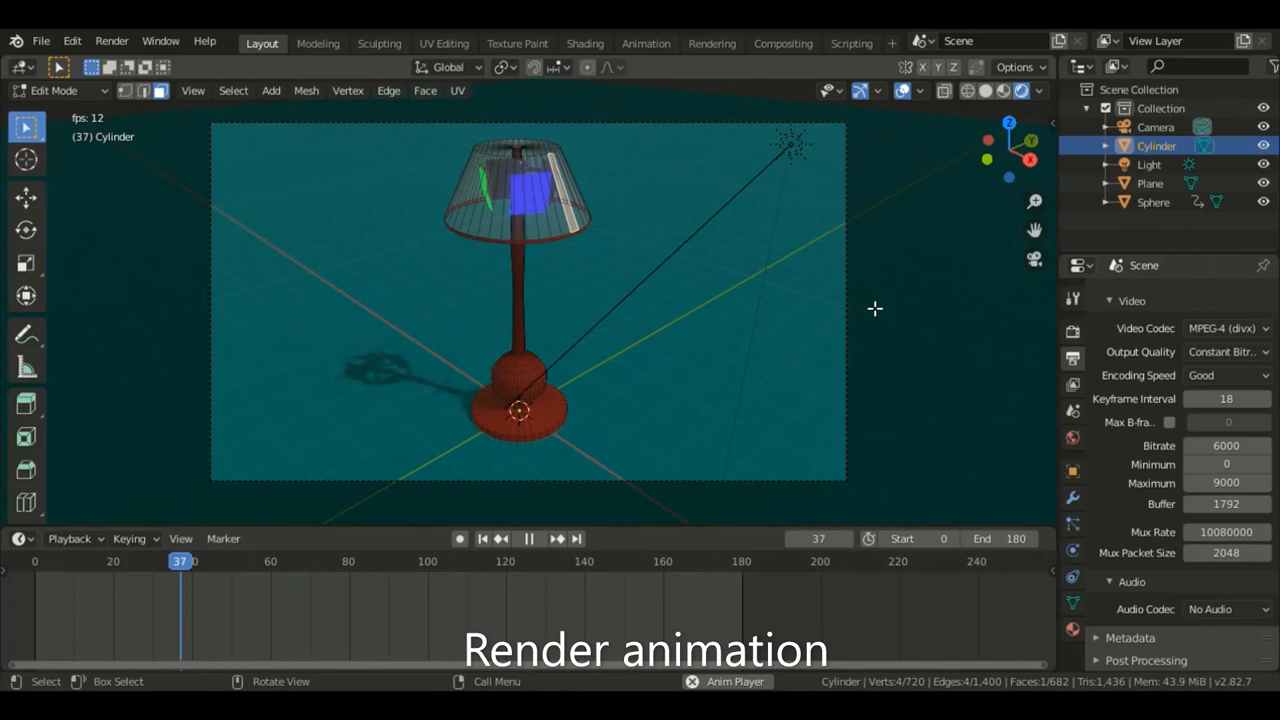 File Edit Render Window Help Layout Modeling Sculpting UV Editing Texture Paint Shading Animation Rendering Compositing Scripting + Scene View Layer
Global X Y Z Options
Edit Mode View Select Add Mesh Vertex Edge Face UV
Scene Collection
Collection
Camera
Cylinder
Light
Plane
Sphere
fps: 12
(37) Cylinder
Z
Y
X
Scene
Video
Video Codec MPEG-4 (divx)
Output Quality Constant Bitr..
Encoding Speed Good
Keyframe Interval 18
Max B-fra.. 0
Bitrate 6000
Minimum 0
Maximum 9000
Buffer 1792
Mux Rate 10080000
Mux Packet Size 2048
Audio
Audio Codec No Audio
Metadata
Post Processing
Playback Keying View Marker 37 Start 0 End 180
0 20 37 0 60 80 100 120 140 160 180 200 220 240
Render animation
Select Box Select Rotate View Call Menu Anim Player Cylinder | Verts:4/720 | Edges:4/1,400 | Faces:1/682 | Tris:1,436 | Mem: 43.9 MiB | v2.82.7